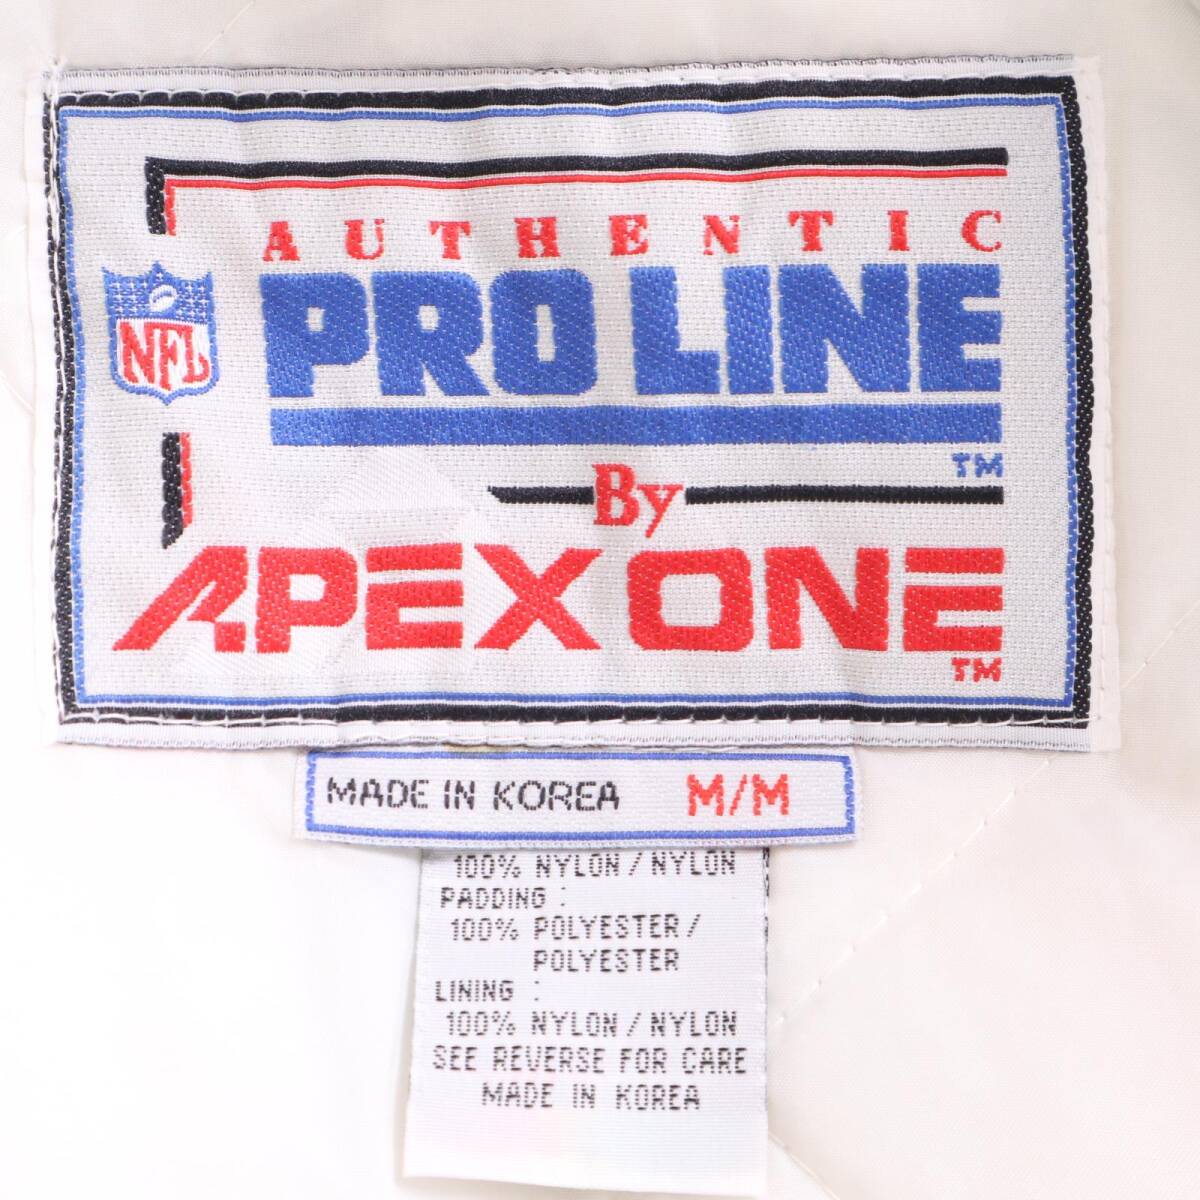 AUTHENTIC
NFL
PRO LINE
TM
By
APEX ONE
TM
MADE IN KOREA M/M
100% NYLON / NYLON
PADDING :
100% POLYESTER /
POLYESTER
LINING :
100% NYLON / NYLON
SEE REVERSE FOR CARE
MADE IN KOREA